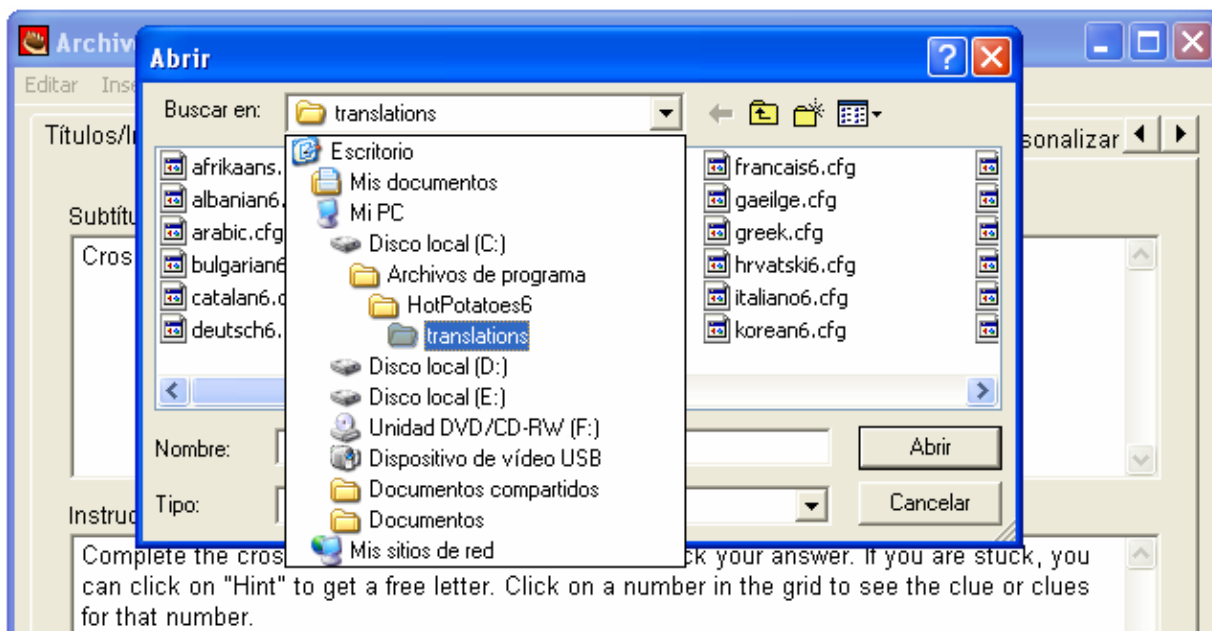 Archiv
Abrir
Editar Inse
Buscar en: translations
Títulos/I
sonalizar
Escritorio
Mis documentos
Mi PC
Disco local (C:)
Archivos de programa
HotPotatoes6
translations
Disco local (D:)
Disco local (E:)
Unidad DVD/CD-RW (F:)
Dispositivo de vídeo USB
Documentos compartidos
Documentos
Mis sitios de red
afrikaans.
albanian6.
arabic.cfg
bulgarian6
catalan6.c
deutsch6.
francais6.cfg
gaeilge.cfg
greek.cfg
hrvatski6.cfg
italiano6.cfg
korean6.cfg
Subtítu
Cros
Nombre:
Abrir
Tipo:
Cancelar
Instruc
Complete the cros ck your answer. If you are stuck, you
can click on "Hint" to get a free letter. Click on a number in the grid to see the clue or clues
for that number.